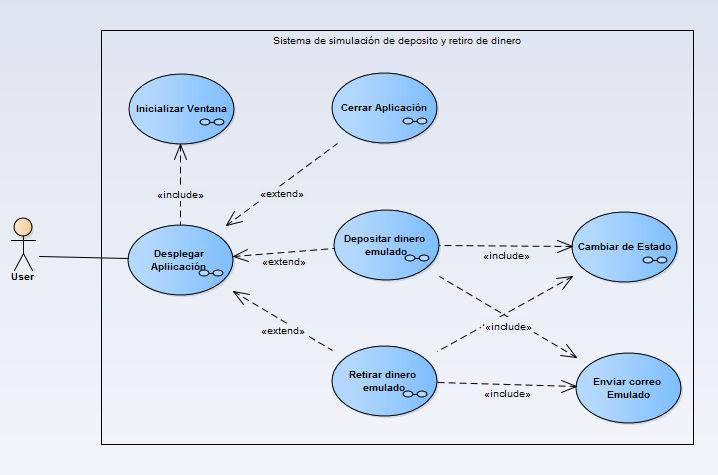 Sistema de simulación de deposito y retiro de dinero
Inicializar Ventana
Cerrar Aplicación
«include»
«extend»
User
Desplegar
Apliicación
«extend»
Depositar dinero
emulado
«include»
Cambiar de Estado
«extend»
«include»
Retirar dinero
emulado
«include»
Enviar correo
Emulado